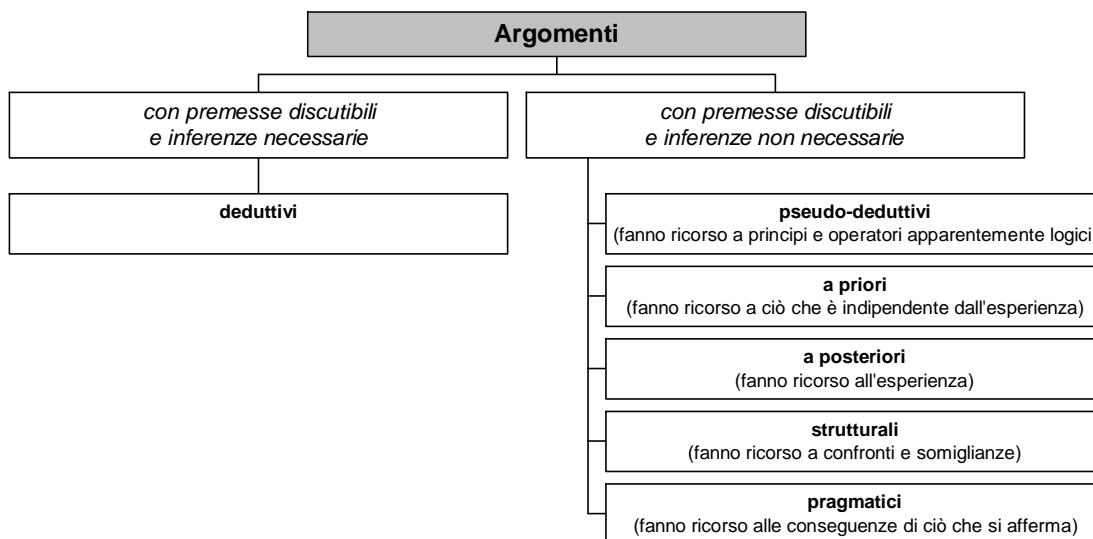 Argomenti
con premesse discutibili
e inferenze necessarie
con premesse discutibili
e inferenze non necessarie
deduttivi
pseudo-deduttivi
(fanno ricorso a principi e operatori apparentemente logici
a priori
(fanno ricorso a ciò che è indipendente dall'esperienza)
a posteriori
(fanno ricorso all'esperienza)
strutturali
(fanno ricorso a confronti e somiglianze)
pragmatici
(fanno ricorso alle conseguenze di ciò che si afferma)